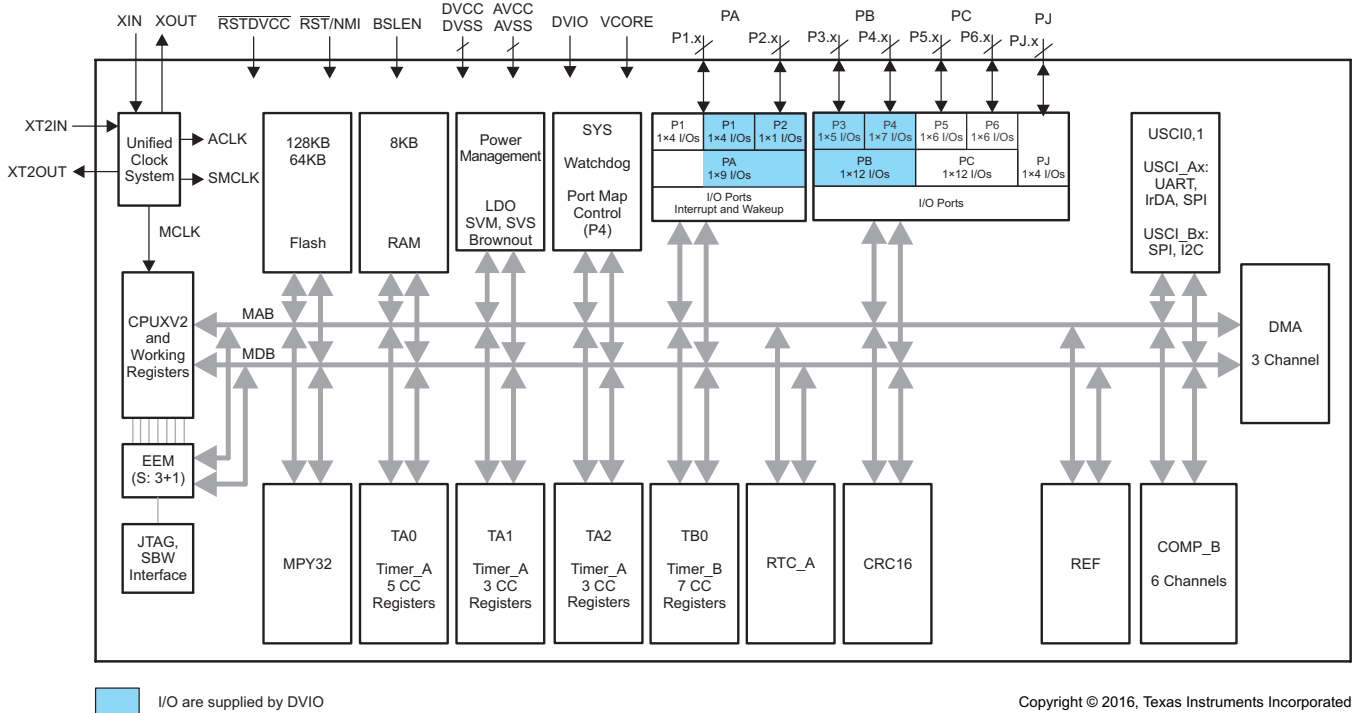 XIN
XOUT
RSTDVCC
RST/NMI
BSLEN
DVCC
DVSS
AVCC
AVSS
DVIO
VCORE
PA
P1.x
P2.x
PB
P3.x
P4.x
PC
P5.x
P6.x
PJ
PJ.x
XT2IN
XT2OUT
Unified
Clock
System
ACLK
SMCLK
MCLK
128KB
64KB
Flash
8KB
RAM
Power
Management
LDO
SVM, SVS
Brownout
SYS
Watchdog
Port Map
Control
(P4)
P1
1×4 I/Os
P1
1×4 I/Os
P2
1×1 I/Os
PA
1×9 I/Os
I/O Ports
Interrupt and Wakeup
P3
1×5 I/Os
P4
1×7 I/Os
P5
1×6 I/Os
P6
1×6 I/Os
PB
1×12 I/Os
PC
1×12 I/Os
PJ
1×4 I/Os
I/O Ports
USCI0,1
USCI_Ax:
UART,
IrDA, SPI
USCI_Bx:
SPI, I2C
CPUXV2
and
Working
Registers
MAB
MDB
DMA
3 Channel
EEM
(S: 3+1)
JTAG,
SBW
Interface
MPY32
TA0
Timer_A
5 CC
Registers
TA1
Timer_A
3 CC
Registers
TA2
Timer_A
3 CC
Registers
TB0
Timer_B
7 CC
Registers
RTC_A
CRC16
REF
COMP_B
6 Channels
I/O are supplied by DVIO
Copyright © 2016, Texas Instruments Incorporated